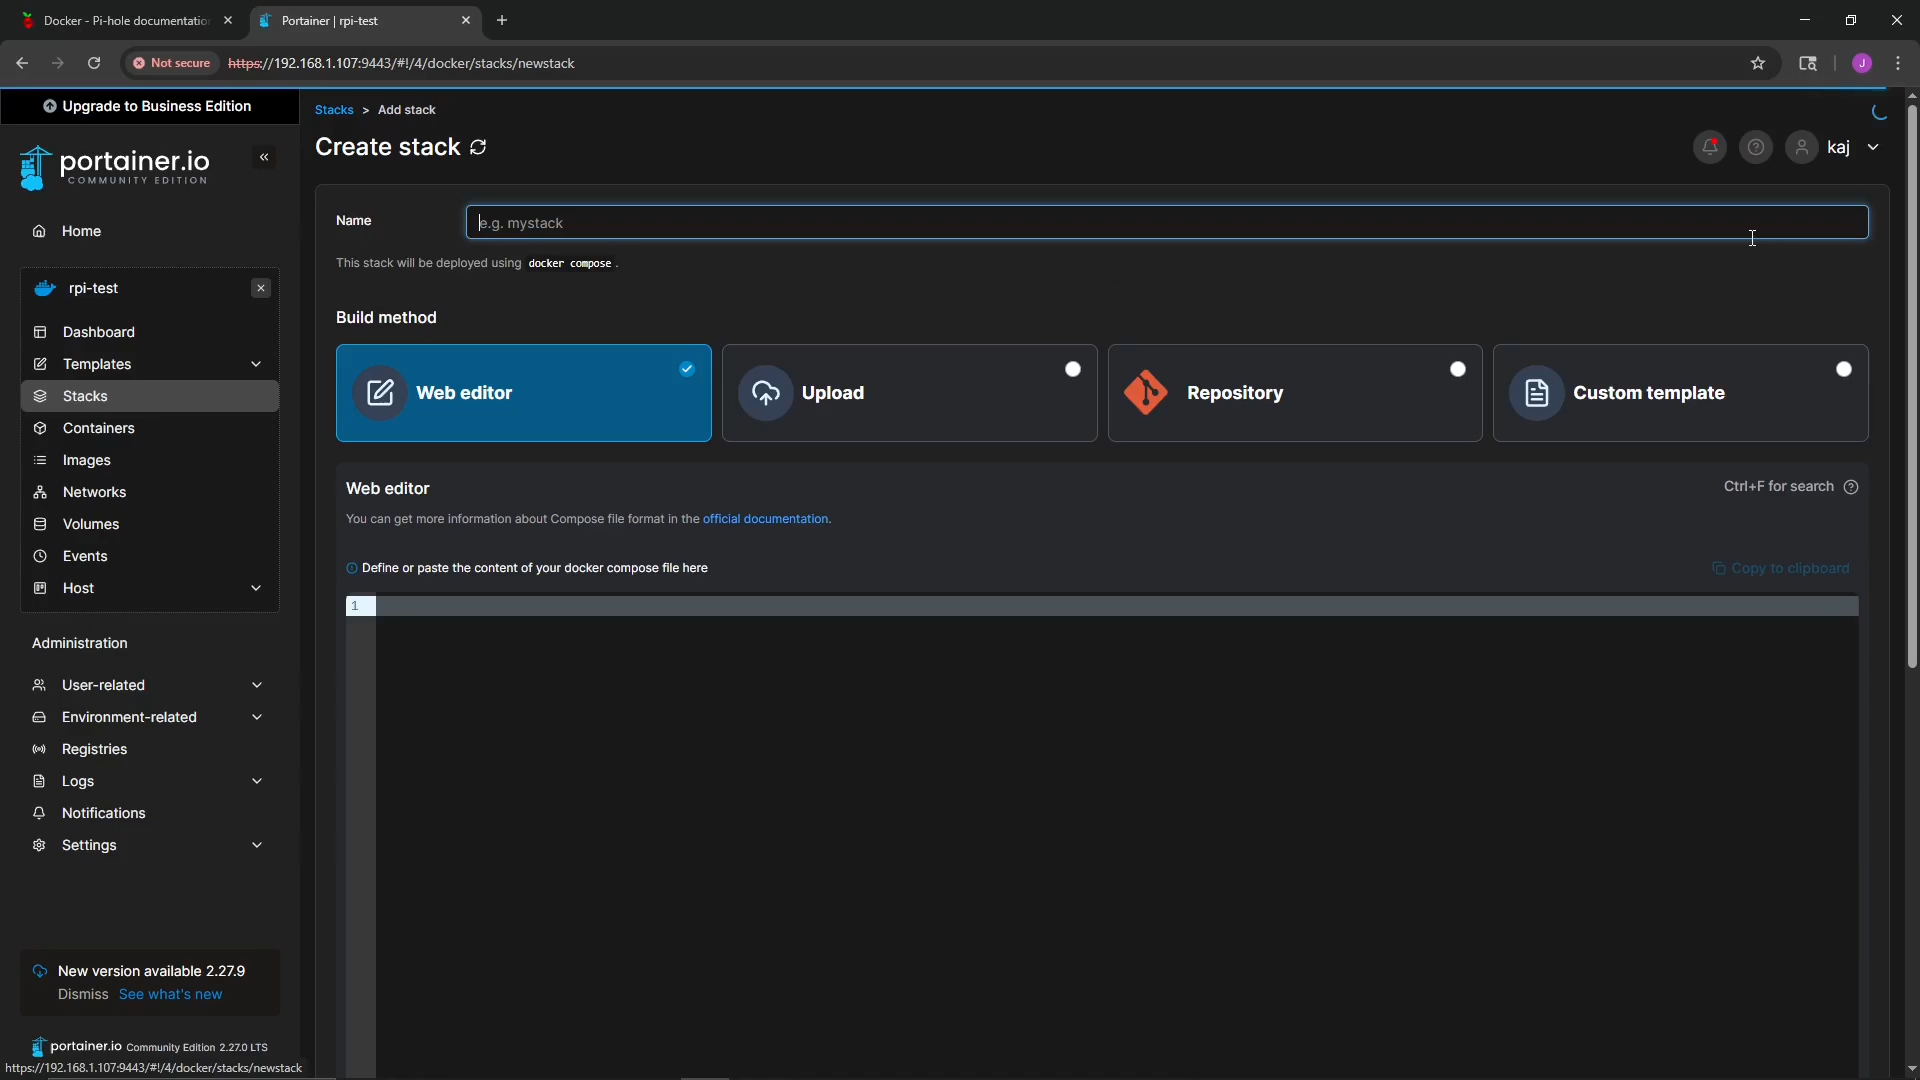 Docker - Pi-hole documentatio
Portainer | rpi-test
Not secure
https://192.168.1.107:9443/#!/4/docker/stacks/newstack
J
Upgrade to Business Edition
portainer.io
COMMUNITY EDITION
Home
rpi-test
Dashboard
Templates
Stacks
Containers
Images
Networks
Volumes
Events
Host
Administration
User-related
Environment-related
Registries
Logs
Notifications
Settings
New version available 2.27.9
Dismiss See what's new
portainer.io Community Edition 2.27.0 LTS
https://192.168.1.107:9443/#!/4/docker/stacks/newstack
Stacks > Add stack
Create stack
kaj
Name
e.g. mystack
This stack will be deployed using docker compose .
Build method
Web editor
Upload
Repository
Custom template
Web editor
Ctrl+F for search
You can get more information about Compose file format in the official documentation.
Define or paste the content of your docker compose file here
Copy to clipboard
1